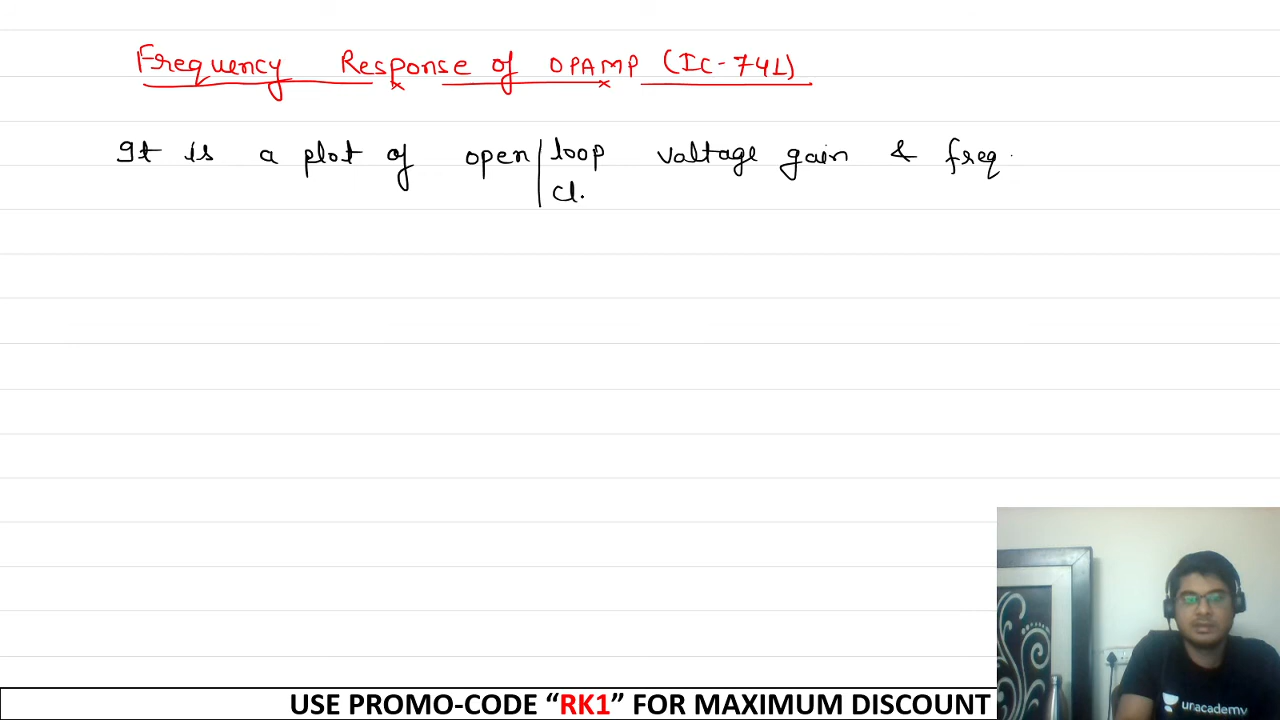 Frequency Response of OPAMP (IC-741)
It is a plot of open | loop voltage gain & freq.
cl.
unacademy
USE PROMO-CODE “RK1” FOR MAXIMUM DISCOUNT